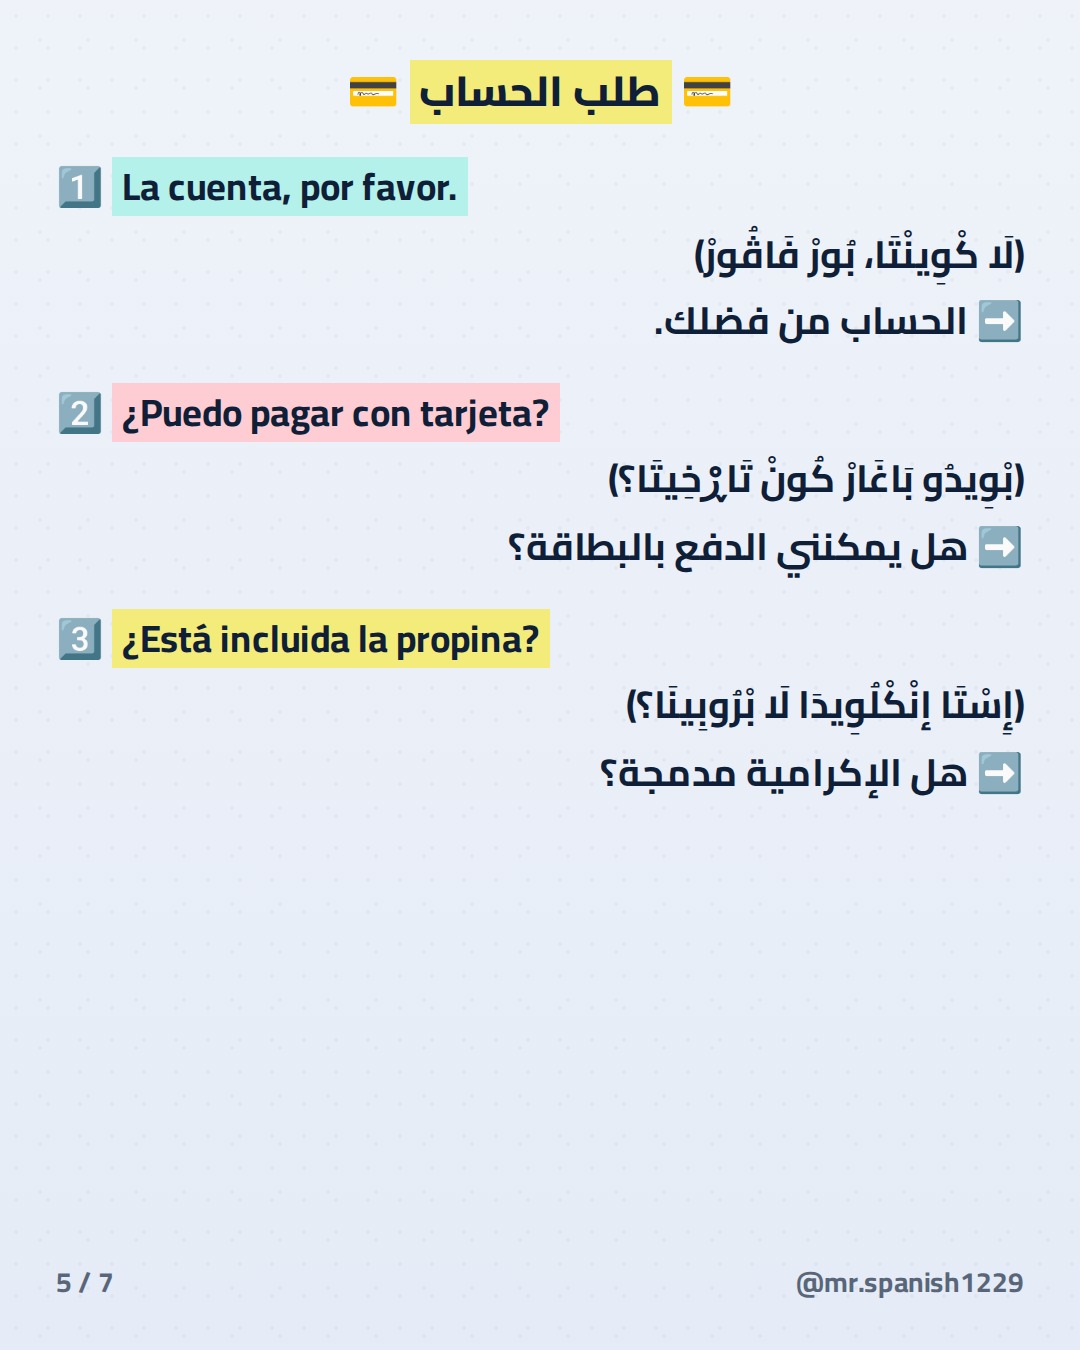 💳 طلب الحساب 💳
1️⃣ La cuenta, por favor.
(لَا كْوِينْتَا، بُورْ فَاڤُورْ)
➡️ الحساب من فضلك.
2️⃣ ¿Puedo pagar con tarjeta?
(بْوِيدُو بَاغَارْ كُونْ تَارْخِيتَا؟)
➡️ هل يمكنني الدفع بالبطاقة؟
3️⃣ ¿Está incluida la propina?
(إِسْتَا إنْكْلُوِيدَا لَا بْرُوبِينَا؟)
➡️ هل الإكرامية مدمجة؟
5 / 7
@mr.spanish1229